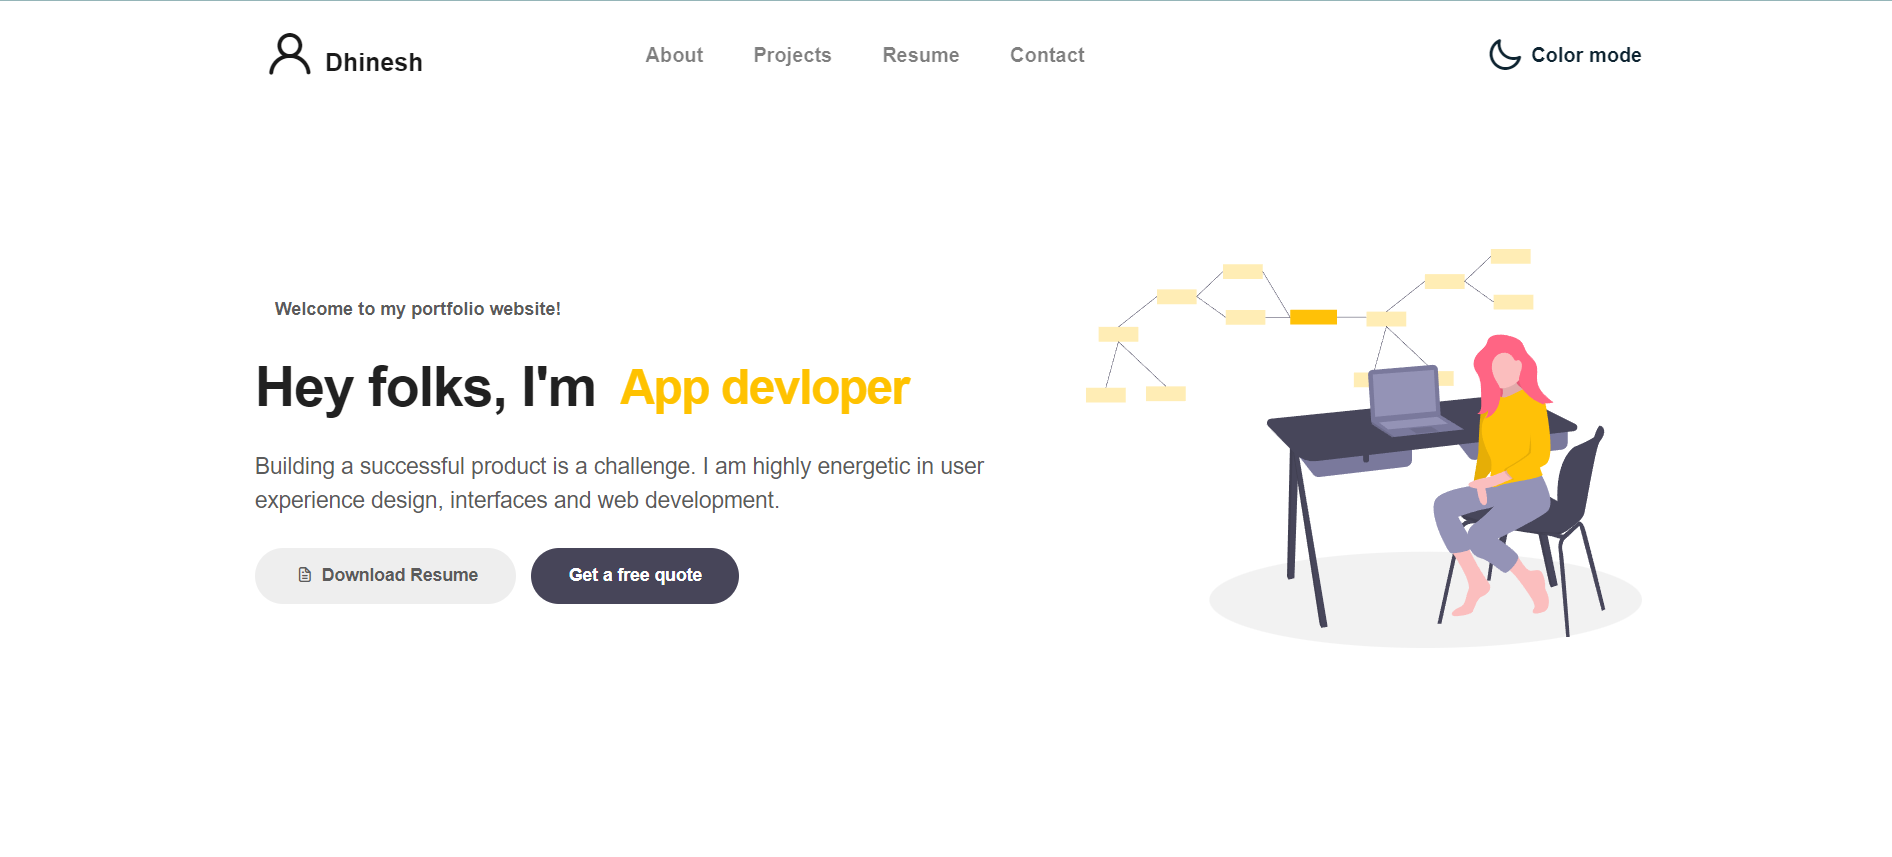 Dhinesh
About
Projects
Resume
Contact
Color mode
Welcome to my portfolio website!
Hey folks, I'm App devloper
Building a successful product is a challenge. I am highly energetic in user
experience design, interfaces and web development.
Download Resume
Get a free quote